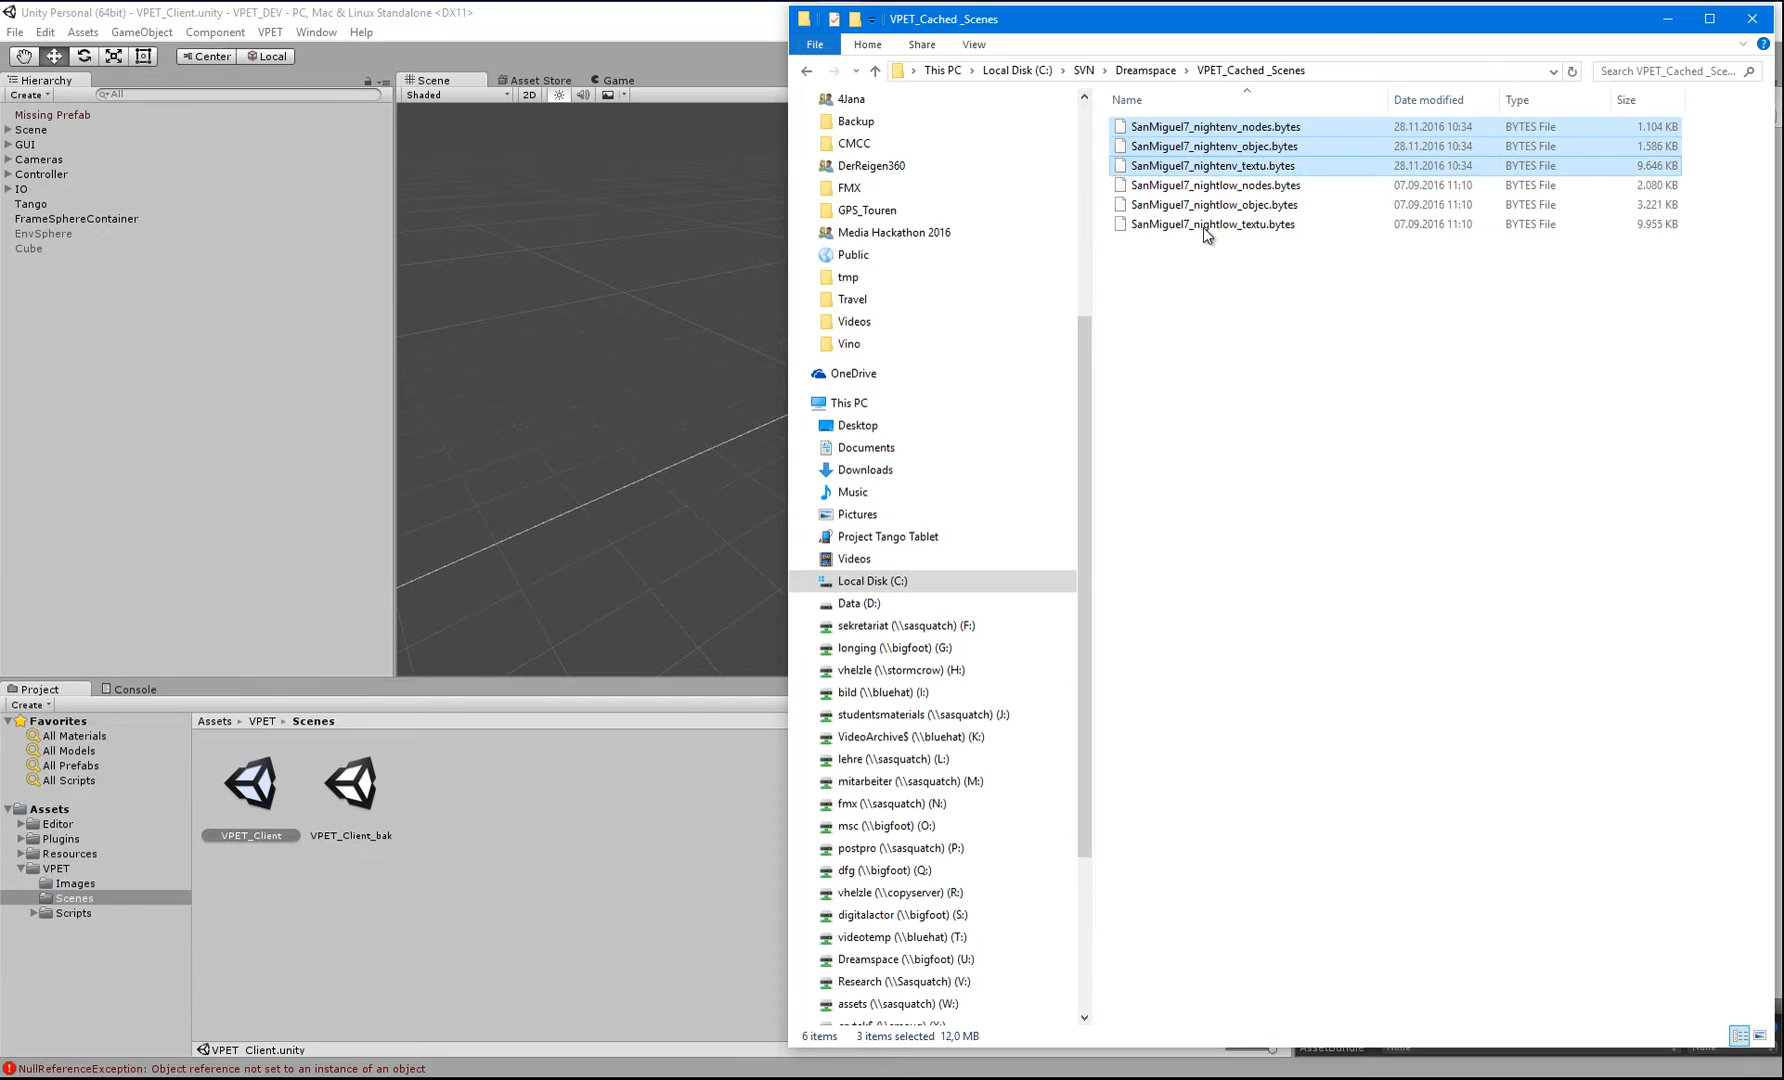 Unity Personal (64bit) - VPET_Client.unity - VPET_DEV - PC, Mac & Linux Standalone <DX11>
File Edit Assets GameObject Component VPET Window Help
Center Local
Hierarchy
Create All
Missing Prefab
Scene
GUI
Cameras
Controller
IO
Tango
FrameSphereContainer
EnvSphere
Cube
Scene Asset Store Game
Shaded 2D
Project Console
Create
Favorites
All Materials
All Models
All Prefabs
All Scripts
Assets
Editor
Plugins
Resources
VPET
Images
Scenes
Scripts
Assets VPET Scenes
VPET_Client VPET_Client_bak
VPET_Client.unity
NullReferenceException: Object reference not set to an instance of an object
VPET_Cached _Scenes
File Home Share View
This PC Local Disk (C:) SVN Dreamspace VPET_Cached _Scenes Search VPET_Cached _Sce...
4Jana
Backup
CMCC
DerReigen360
FMX
GPS_Touren
Media Hackathon 2016
Public
tmp
Travel
Videos
Vino
OneDrive
This PC
Desktop
Documents
Downloads
Music
Pictures
Project Tango Tablet
Videos
Local Disk (C:)
Data (D:)
sekretariat (\\sasquatch) (F:)
longing (\\bigfoot) (G:)
vhelzle (\\stormcrow) (H:)
bild (\\bluehat) (I:)
studentsmaterials (\\sasquatch) (J:)
VideoArchive$ (\\bluehat) (K:)
lehre (\\sasquatch) (L:)
mitarbeiter (\\sasquatch) (M:)
fmx (\\sasquatch) (N:)
msc (\\bigfoot) (O:)
postpro (\\sasquatch) (P:)
dfg (\\bigfoot) (Q:)
vhelzle (\\copyserver) (R:)
digitalactor (\\bigfoot) (S:)
videotemp (\\bluehat) (T:)
Dreamspace (\\bigfoot) (U:)
Research (\\Sasquatch) (V:)
assets (\\sasquatch) (W:)
Name Date modified Type Size
SanMiguel7_nightenv_nodes.bytes 28.11.2016 10:34 BYTES File 1.104 KB
SanMiguel7_nightenv_objec.bytes 28.11.2016 10:34 BYTES File 1.586 KB
SanMiguel7_nightenv_textu.bytes 28.11.2016 10:34 BYTES File 9.646 KB
SanMiguel7_nightlow_nodes.bytes 07.09.2016 11:10 BYTES File 2.080 KB
SanMiguel7_nightlow_objec.bytes 07.09.2016 11:10 BYTES File 3.221 KB
SanMiguel7_nightlow_textu.bytes 07.09.2016 11:10 BYTES File 9.955 KB
6 items 3 items selected 12,0 MB